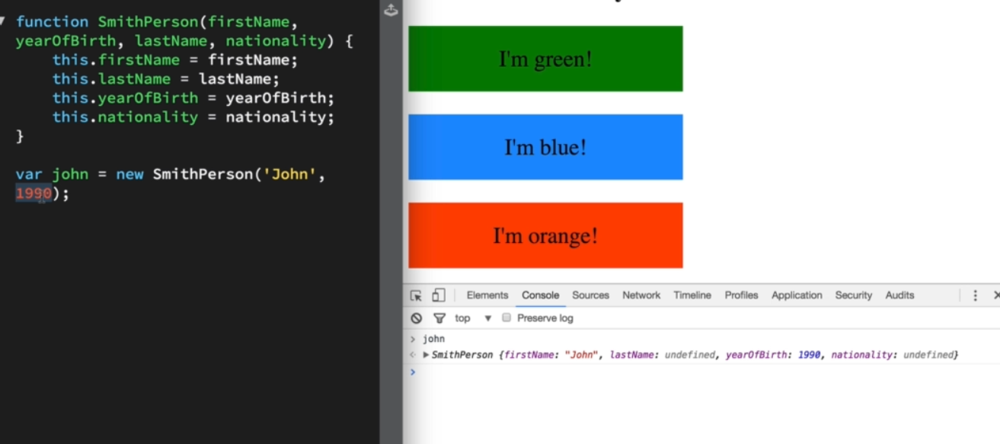 function SmithPerson(firstName,
yearOfBirth, lastName, nationality) {
    this.firstName = firstName;
    this.lastName = lastName;
    this.yearOfBirth = yearOfBirth;
    this.nationality = nationality;
}
var john = new SmithPerson('John',
1990);
I'm green!
I'm blue!
I'm orange!
Elements Console Sources Network Timeline Profiles Application Security Audits
top Preserve log
john
SmithPerson {firstName: "John", lastName: undefined, yearOfBirth: 1990, nationality: undefined}